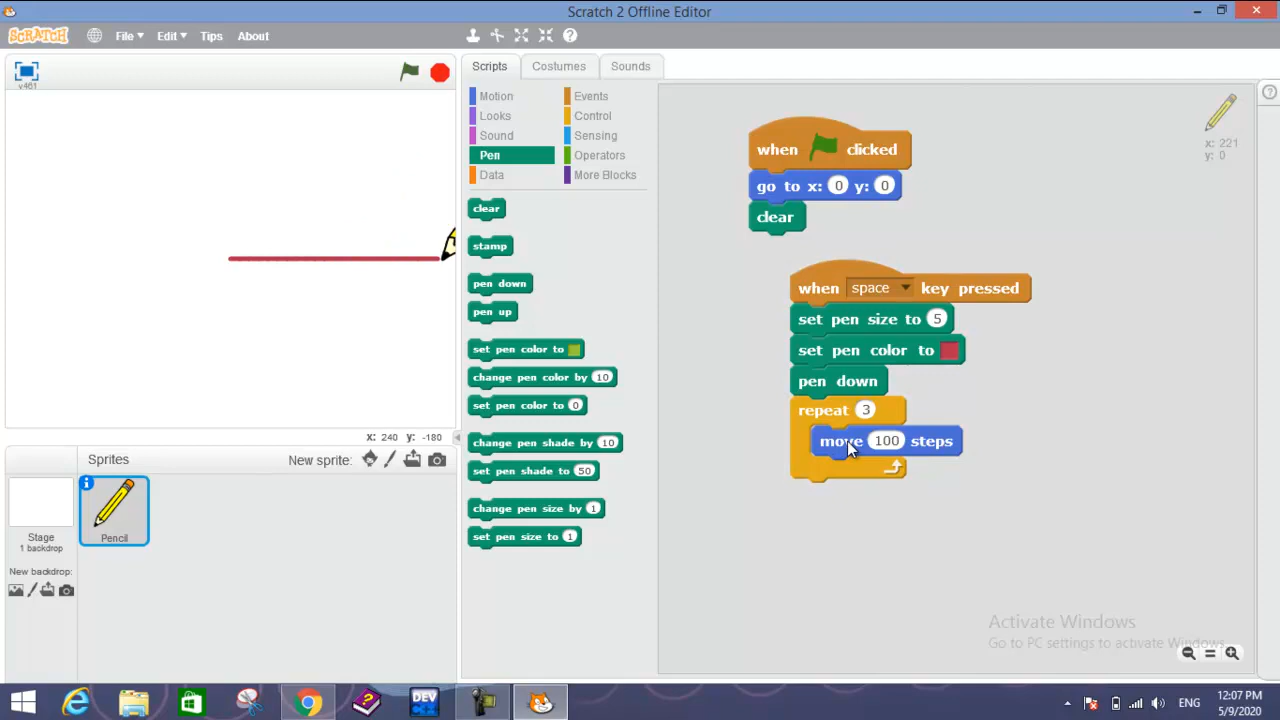 Scratch 2 Offline Editor
SCRATCH
File
Edit
Tips
About
v461
x: 240 y: -180
Sprites
New sprite:
Stage
1 backdrop
New backdrop:
Pencil
Scripts
Costumes
Sounds
Motion
Looks
Sound
Pen
Data
Events
Control
Sensing
Operators
More Blocks
clear
stamp
pen down
pen up
set pen color to
change pen color by 10
set pen color to 0
change pen shade by 10
set pen shade to 50
change pen size by 1
set pen size to 1
when clicked
go to x: 0 y: 0
clear
when space key pressed
set pen size to 5
set pen color to
pen down
repeat 3
move 100 steps
x: 221
y: 0
Activate Windows
Go to PC settings to activate Windows.
DEV
ENG
12:07 PM
5/9/2020